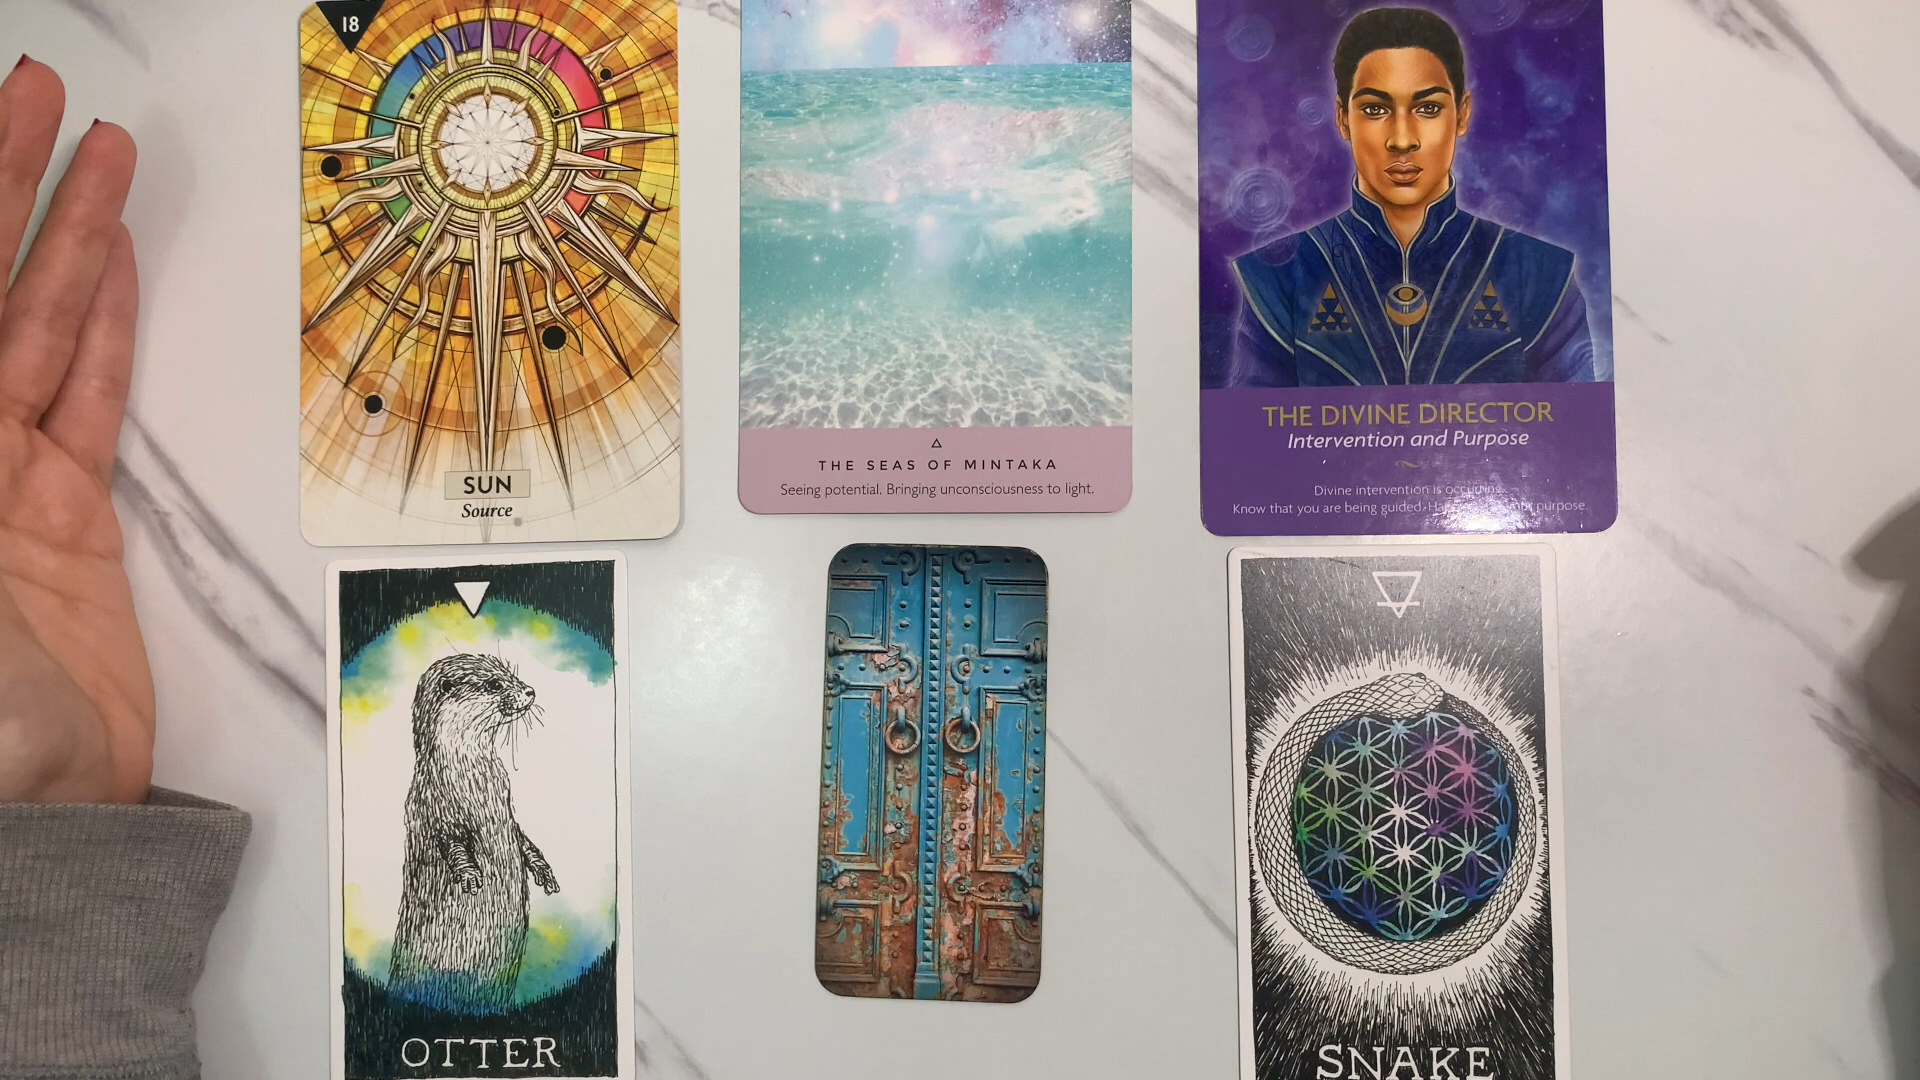 18
SUN
Source
THE SEAS OF MINTAKA
Seeing potential. Bringing unconsciousness to light.
THE DIVINE DIRECTOR
Intervention and Purpose
Divine intervention is
Know that you are being guided. purpose.
OTTER
SNAKE